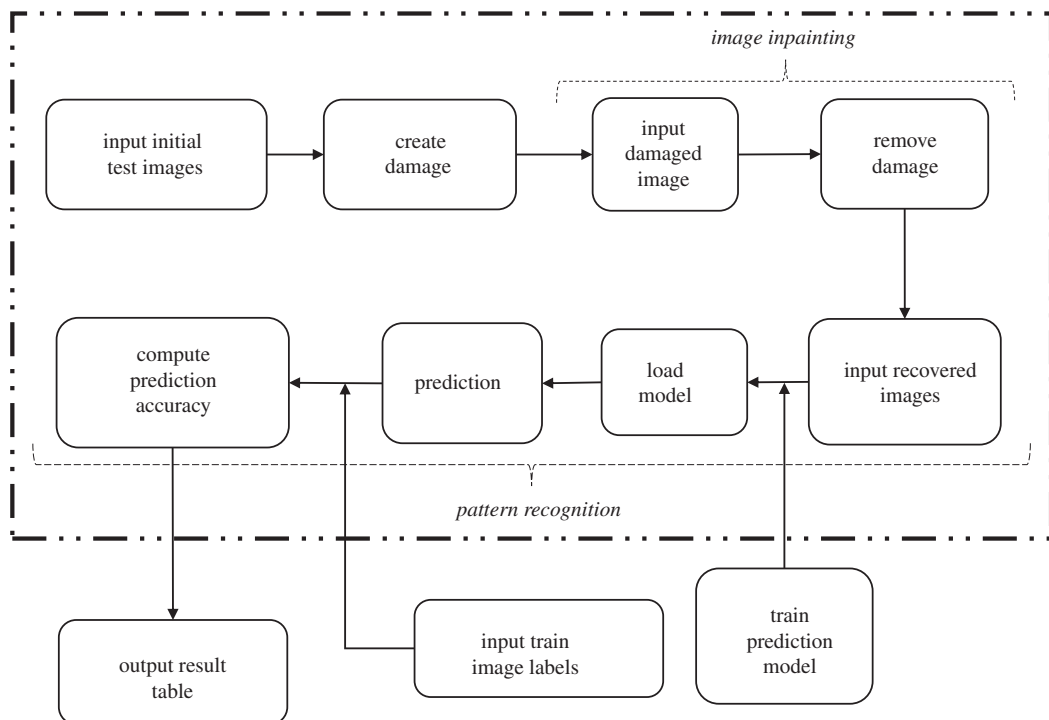 image inpainting
input initial
test images
create
damage
input
damaged
image
remove
damage
compute
prediction
accuracy
prediction
load
model
input recovered
images
pattern recognition
output result
table
input train
image labels
train
prediction
model